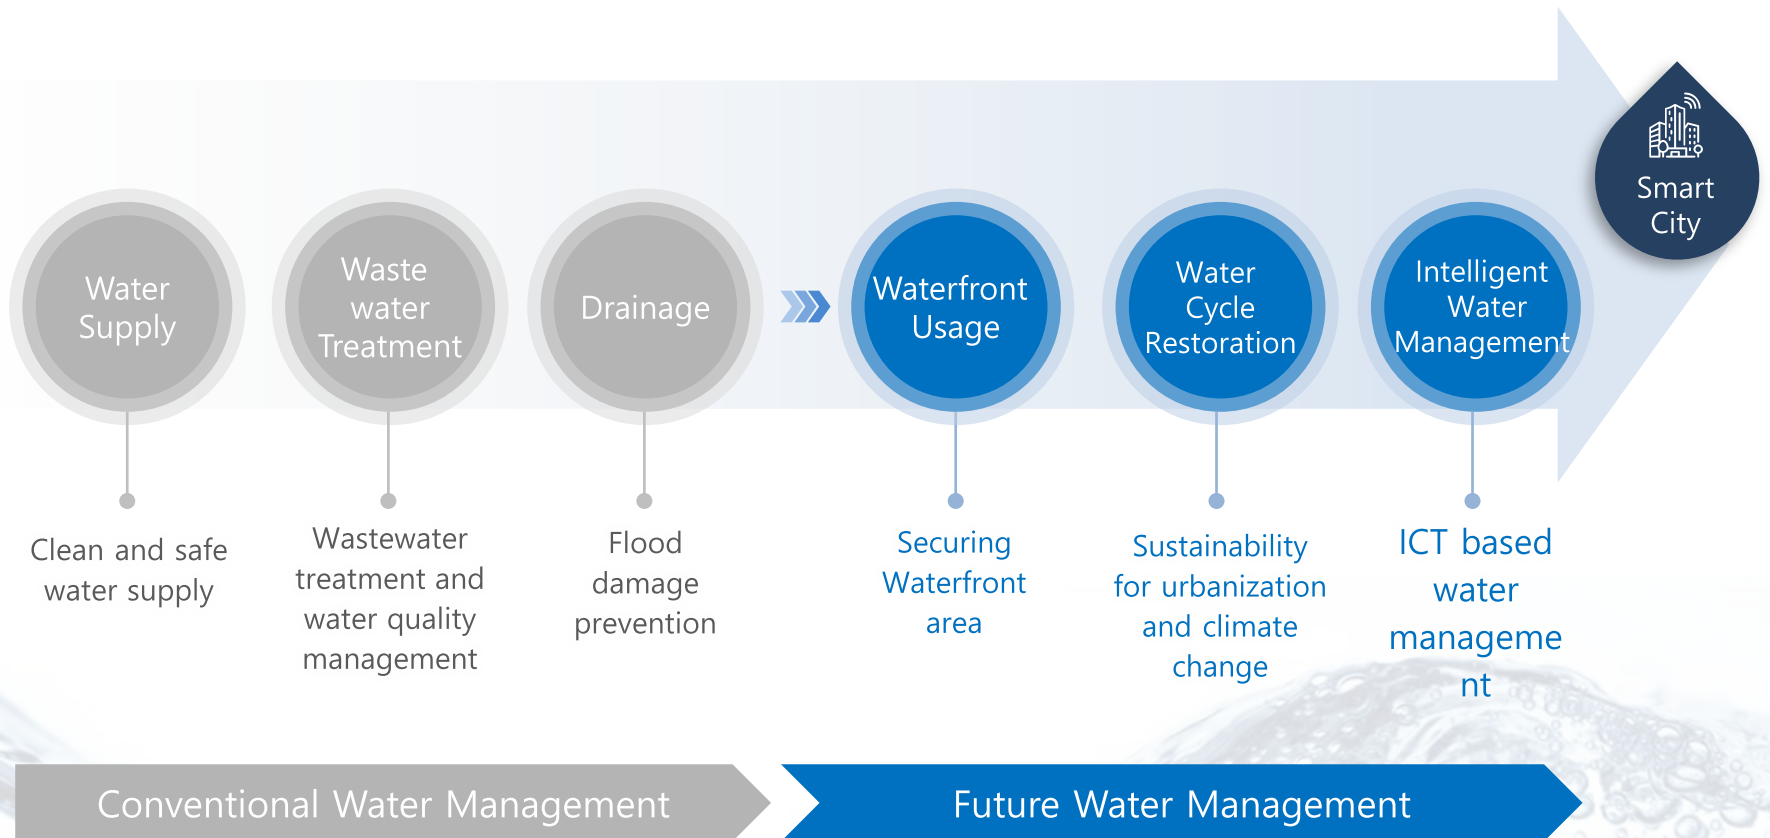 Smart
City
Water
Supply
Waste
water
Treatment
Drainage
Waterfront
Usage
Water
Cycle
Restoration
Intelligent
Water
Management
Clean and safe
water supply
Wastewater
treatment and
water quality
management
Flood
damage
prevention
Securing
Waterfront
area
Sustainability
for urbanization
and climate
change
ICT based
water
manageme
nt
Conventional Water Management
Future Water Management